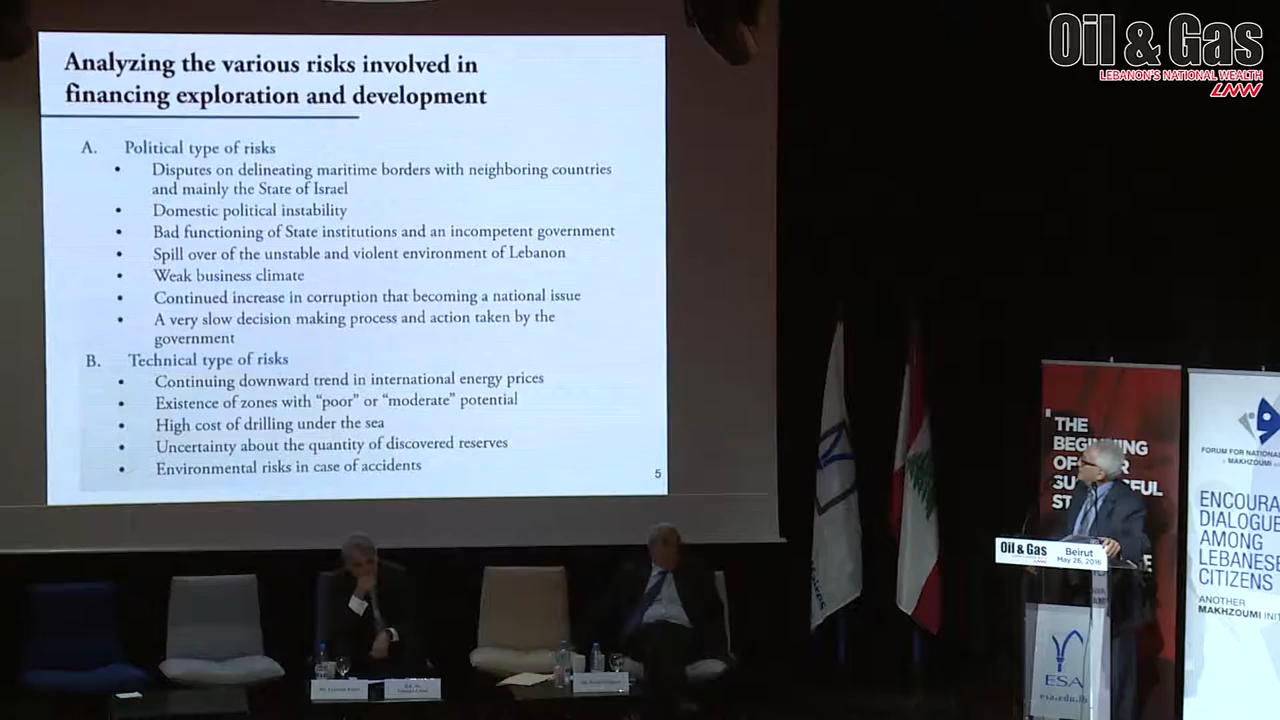 Analyzing the various risks involved in
financing exploration and development
A. Political type of risks
• Disputes on delineating maritime borders with neighboring countries
and mainly the State of Israel
• Domestic political instability
• Bad functioning of State institutions and an incompetent government
• Spill over of the unstable and violent environment of Lebanon
• Weak business climate
• Continued increase in corruption that becoming a national issue
• A very slow decision making process and action taken by the
government
B. Technical type of risks
• Continuing downward trend in international energy prices
• Existence of zones with “poor” or “moderate” potential
• High cost of drilling under the sea
• Uncertainty about the quantity of discovered reserves
• Environmental risks in case of accidents
5
Oil & Gas
LEBANON'S NATIONAL WEALTH
LNW
THE
BEGINNING
FORUM FOR NATIONAL
MAKHZOUMI
ENCOURA
DIALOGUE
AMONG
LEBANESE
CITIZENS
ANOTHER
MAKHZOUMI INIT
Oil & Gas
LNW
Beirut
May 26, 2016
ESA
esa.edu.lb